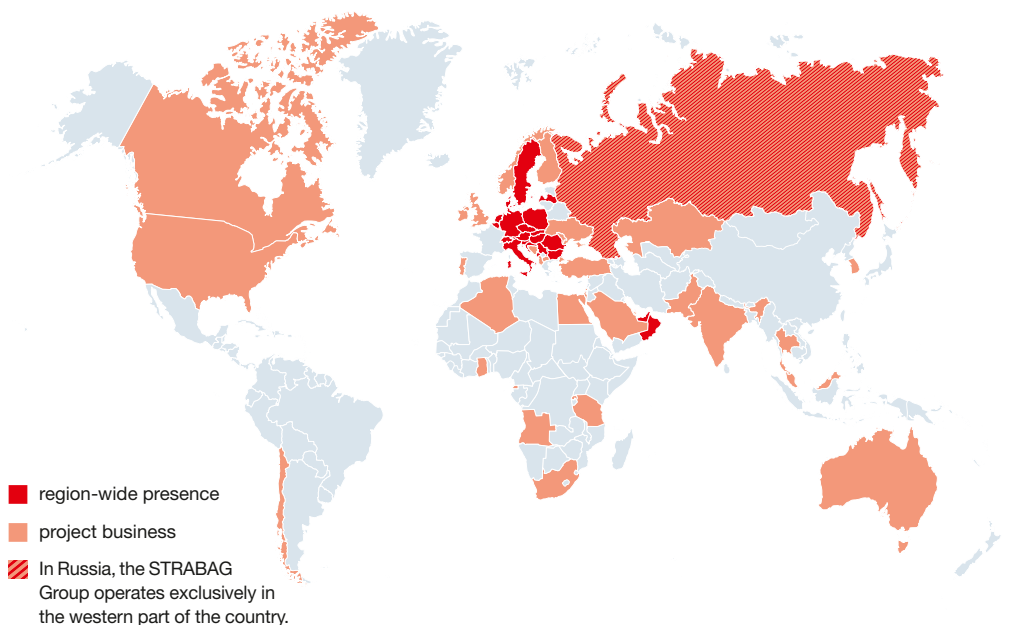 region-wide presence
project business
In Russia, the STRABAG
Group operates exclusively in
the western part of the country.